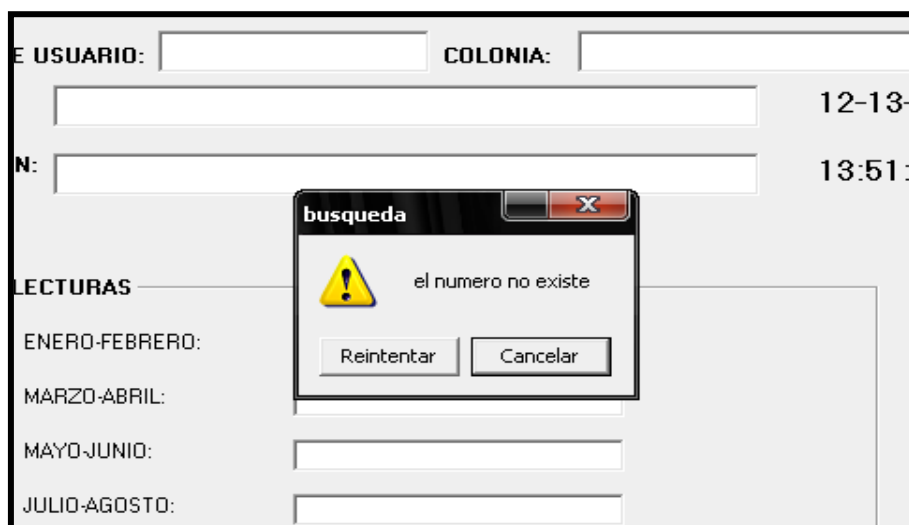 E USUARIO: COLONIA:
12-13-
N: 13:51:
busqueda
el numero no existe
Reintentar Cancelar
LECTURAS
ENERO-FEBRERO:
MARZO-ABRIL:
MAYO-JUNIO:
JULIO-AGOSTO: